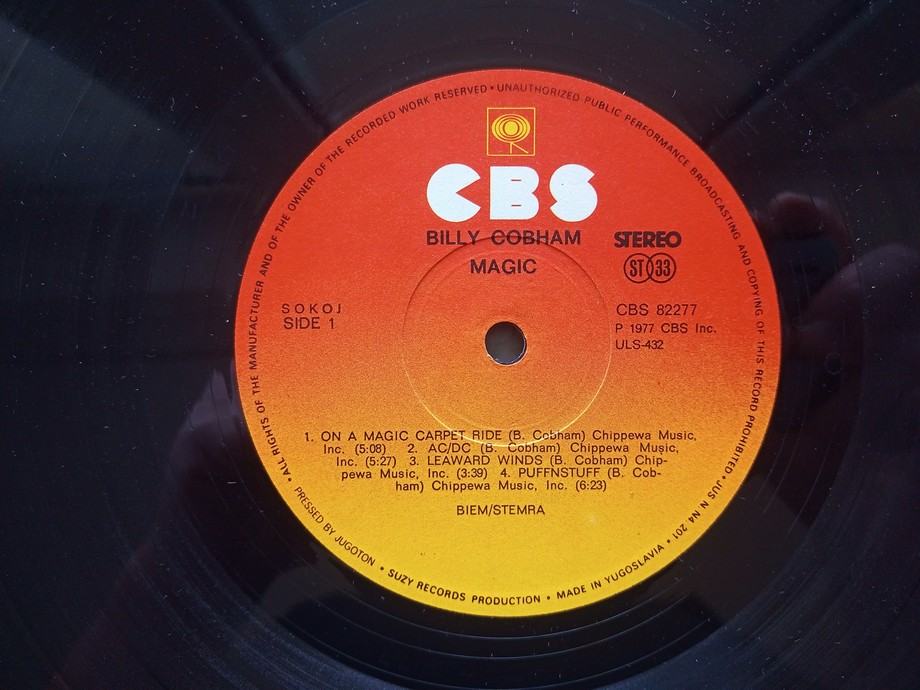 • ALL RIGHTS OF THE MANUFACTURER AND OF THE OWNER OF THE RECORDED WORK RESERVED • UNAUTHORIZED PUBLIC PERFORMANCE BROADCASTING AND COPYING OF THIS RECORD PROHIBITED • JUS N N4 201 •
CBS
BILLY COBHAM
MAGIC
STEREO
ST 33
SOKOJ
SIDE 1
CBS 82277
P 1977 CBS Inc.
ULS-432
1. ON A MAGIC CARPET RIDE (B. Cobham) Chippewa Music,
Inc. (5:08) 2. AC/DC (B. Cobham) Chippewa Music,
Inc. (5:27) 3. LEAWARD WINDS (B. Cobham) Chip-
pewa Music, Inc. (3:39) 4. PUFFNSTUFF (B. Cob-
ham) Chippewa Music, Inc. (6:23)
BIEM/STEMRA
PRESSED BY JUGOTON • SUZY RECORDS PRODUCTION • MADE IN YUGOSLAVIA